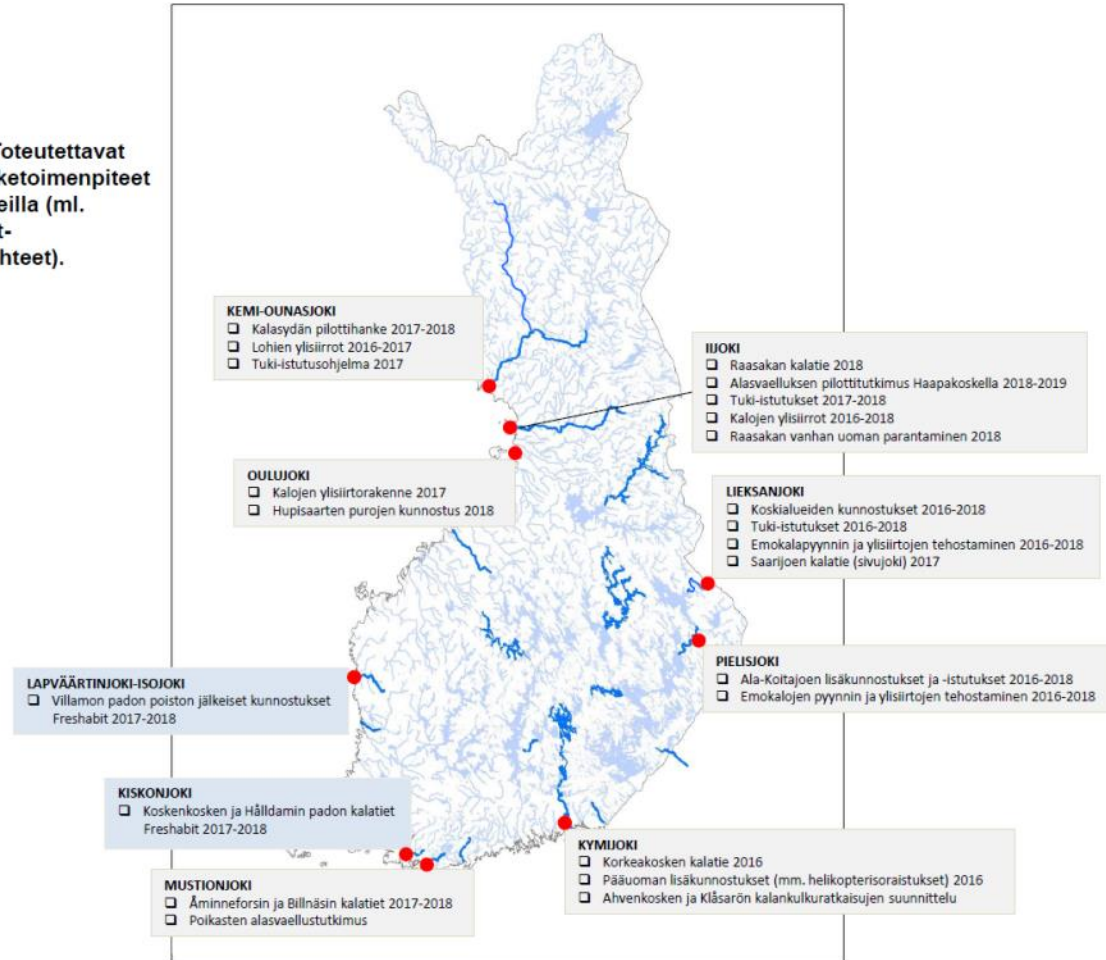 Toteutettavat
ketoimenpiteet
eilla (ml.
t-
hteet).
KEMI-OUNASJOKI
❑ Kalasydän pilottihanke 2017-2018
❑ Lohien ylisiirrot 2016-2017
❑ Tuki-istutusohjelma 2017
IIJOKI
❑ Raasakan kalatie 2018
❑ Alasvaelluksen pilottitutkimus Haapakoskella 2018-2019
❑ Tuki-istutukset 2017-2018
❑ Kalojen ylisiirrot 2016-2018
❑ Raasakan vanhan uoman parantaminen 2018
OULUJOKI
❑ Kalojen ylisiirtorakenne 2017
❑ Hupisaarten purojen kunnostus 2018
LIEKSANJOKI
❑ Koskialueiden kunnostukset 2016-2018
❑ Tuki-istutukset 2016-2018
❑ Emokalapyynnin ja ylisiirtojen tehostaminen 2016-2018
❑ Saarijoen kalatie (sivujoki) 2017
PIELISJOKI
❑ Ala-Koitajoen lisäkunnostukset ja -istutukset 2016-2018
❑ Emokalojen pyynnin ja ylisiirtojen tehostaminen 2016-2018
LAPVÄÄRTINJOKI-ISOJOKI
❑ Villamon padon poiston jälkeiset kunnostukset
Freshabit 2017-2018
KISKONJOKI
❑ Koskenkosken ja Hålldamin padon kalatiet
Freshabit 2017-2018
MUSTIONJOKI
❑ Åminneforsin ja Billnäsin kalatiet 2017-2018
❑ Poikasten alasvaellustutkimus
KYMIJOKI
❑ Korkeakosken kalatie 2016
❑ Pääuoman lisäkunnostukset (mm. helikopterisoraistukset) 2016
❑ Ahvenkosken ja Klåsarön kalankulkuratkaisujen suunnittelu